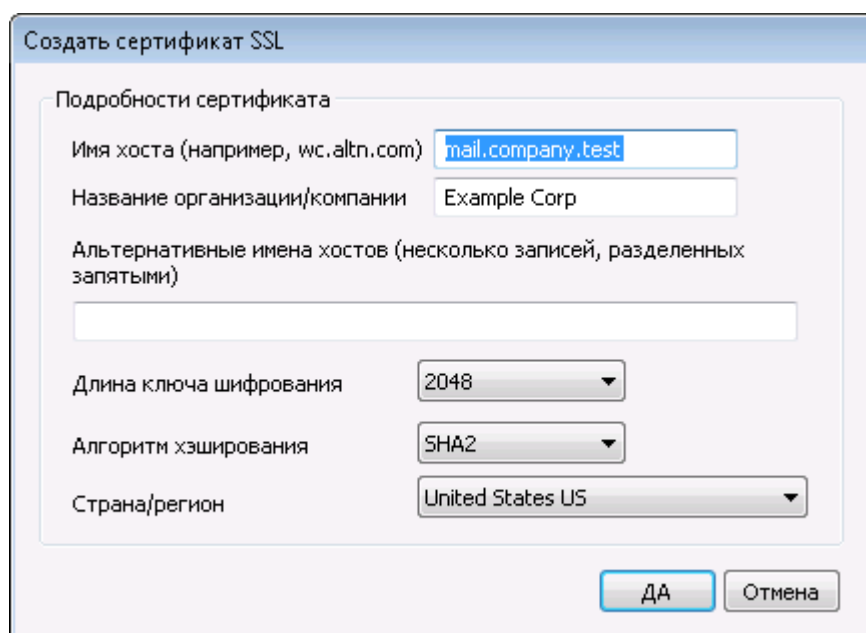 Создать сертификат SSL
Подробности сертификата
Имя хоста (например, wc.altn.com) mail.company.test
Название организации/компании Example Corp
Альтернативные имена хостов (несколько записей, разделенных
запятыми)
Длина ключа шифрования 2048
Алгоритм хэширования SHA2
Страна/регион United States US
ДА Отмена